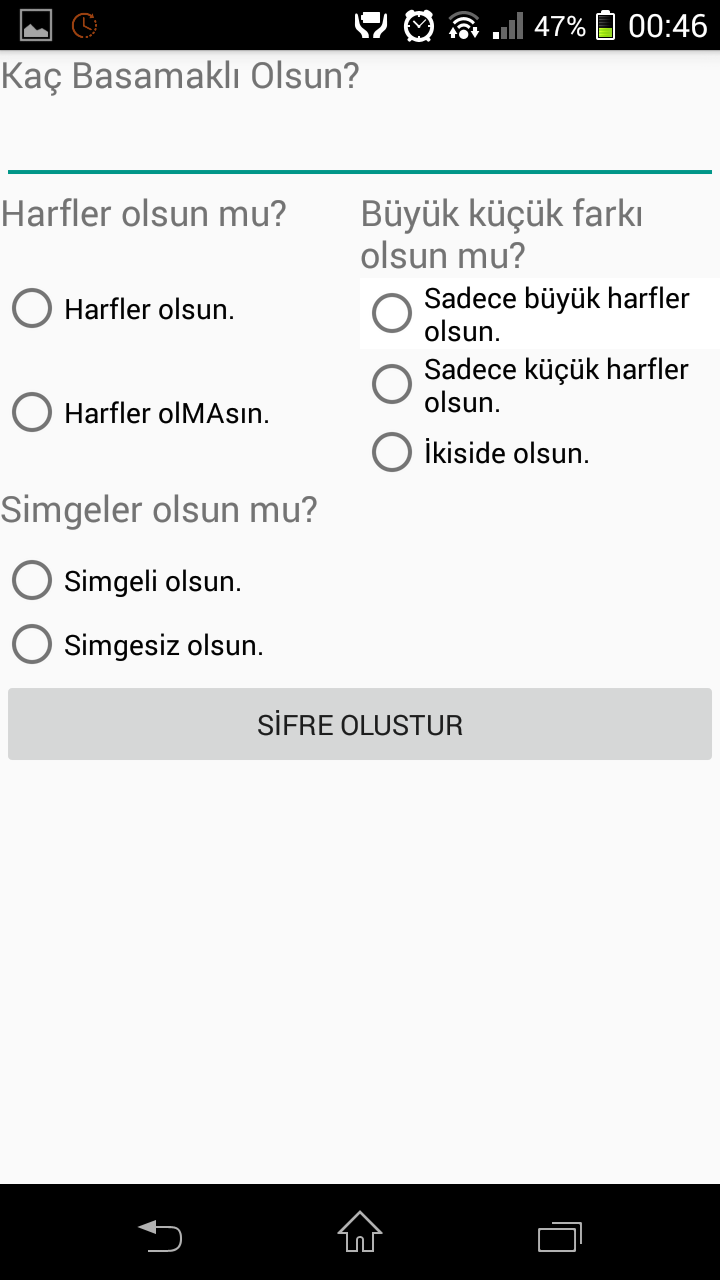 47% 00:46
Kaç Basamaklı Olsun?
Harfler olsun mu?
Harfler olsun.
Harfler olMAsın.
Büyük küçük farkı
olsun mu?
Sadece büyük harfler
olsun.
Sadece küçük harfler
olsun.
İkiside olsun.
Simgeler olsun mu?
Simgeli olsun.
Simgesiz olsun.
SİFRE OLUSTUR